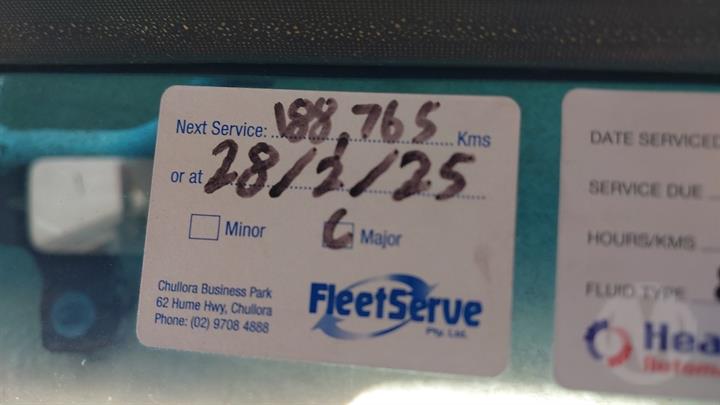 Next Service: 188,765 Kms
or at 28/2/25
Minor
C Major
Chullora Business Park
62 Hume Hwy, Chullora
Phone: (02) 9708 4888
FleetServe
Pty. Ltd.
DATE SERVICED
SERVICE DUE
HOURS/KMS
FLUID TYPE
Hea